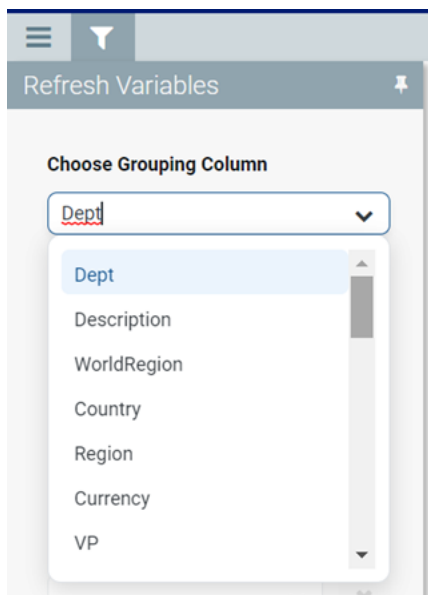 Refresh Variables
Choose Grouping Column
Dept
Dept
Description
WorldRegion
Country
Region
Currency
VP